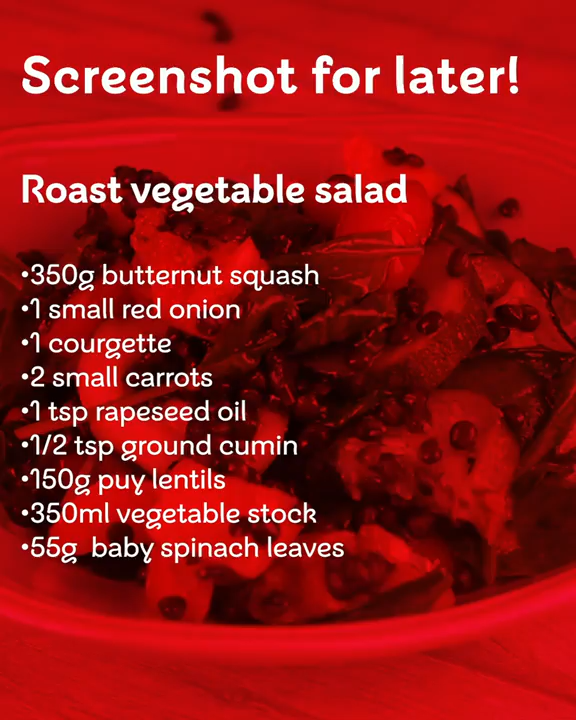 Screenshot for later!
Roast vegetable salad
•350g butternut squash
•1 small red onion
•1 courgette
•2 small carrots
•1 tsp rapeseed oil
•1/2 tsp ground cumin
•150g puy lentils
•350ml vegetable stock
•55g  baby spinach leaves